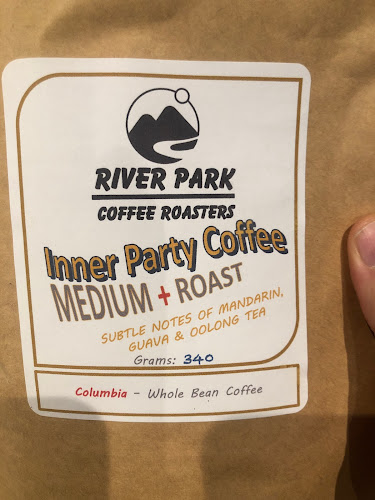 RIVER PARK
COFFEE ROASTERS
Inner Party Coffee
MEDIUM + ROAST
SUBTLE NOTES OF MANDARIN,
GUAVA & OOLONG TEA
Grams: 340
Columbia - Whole Bean Coffee